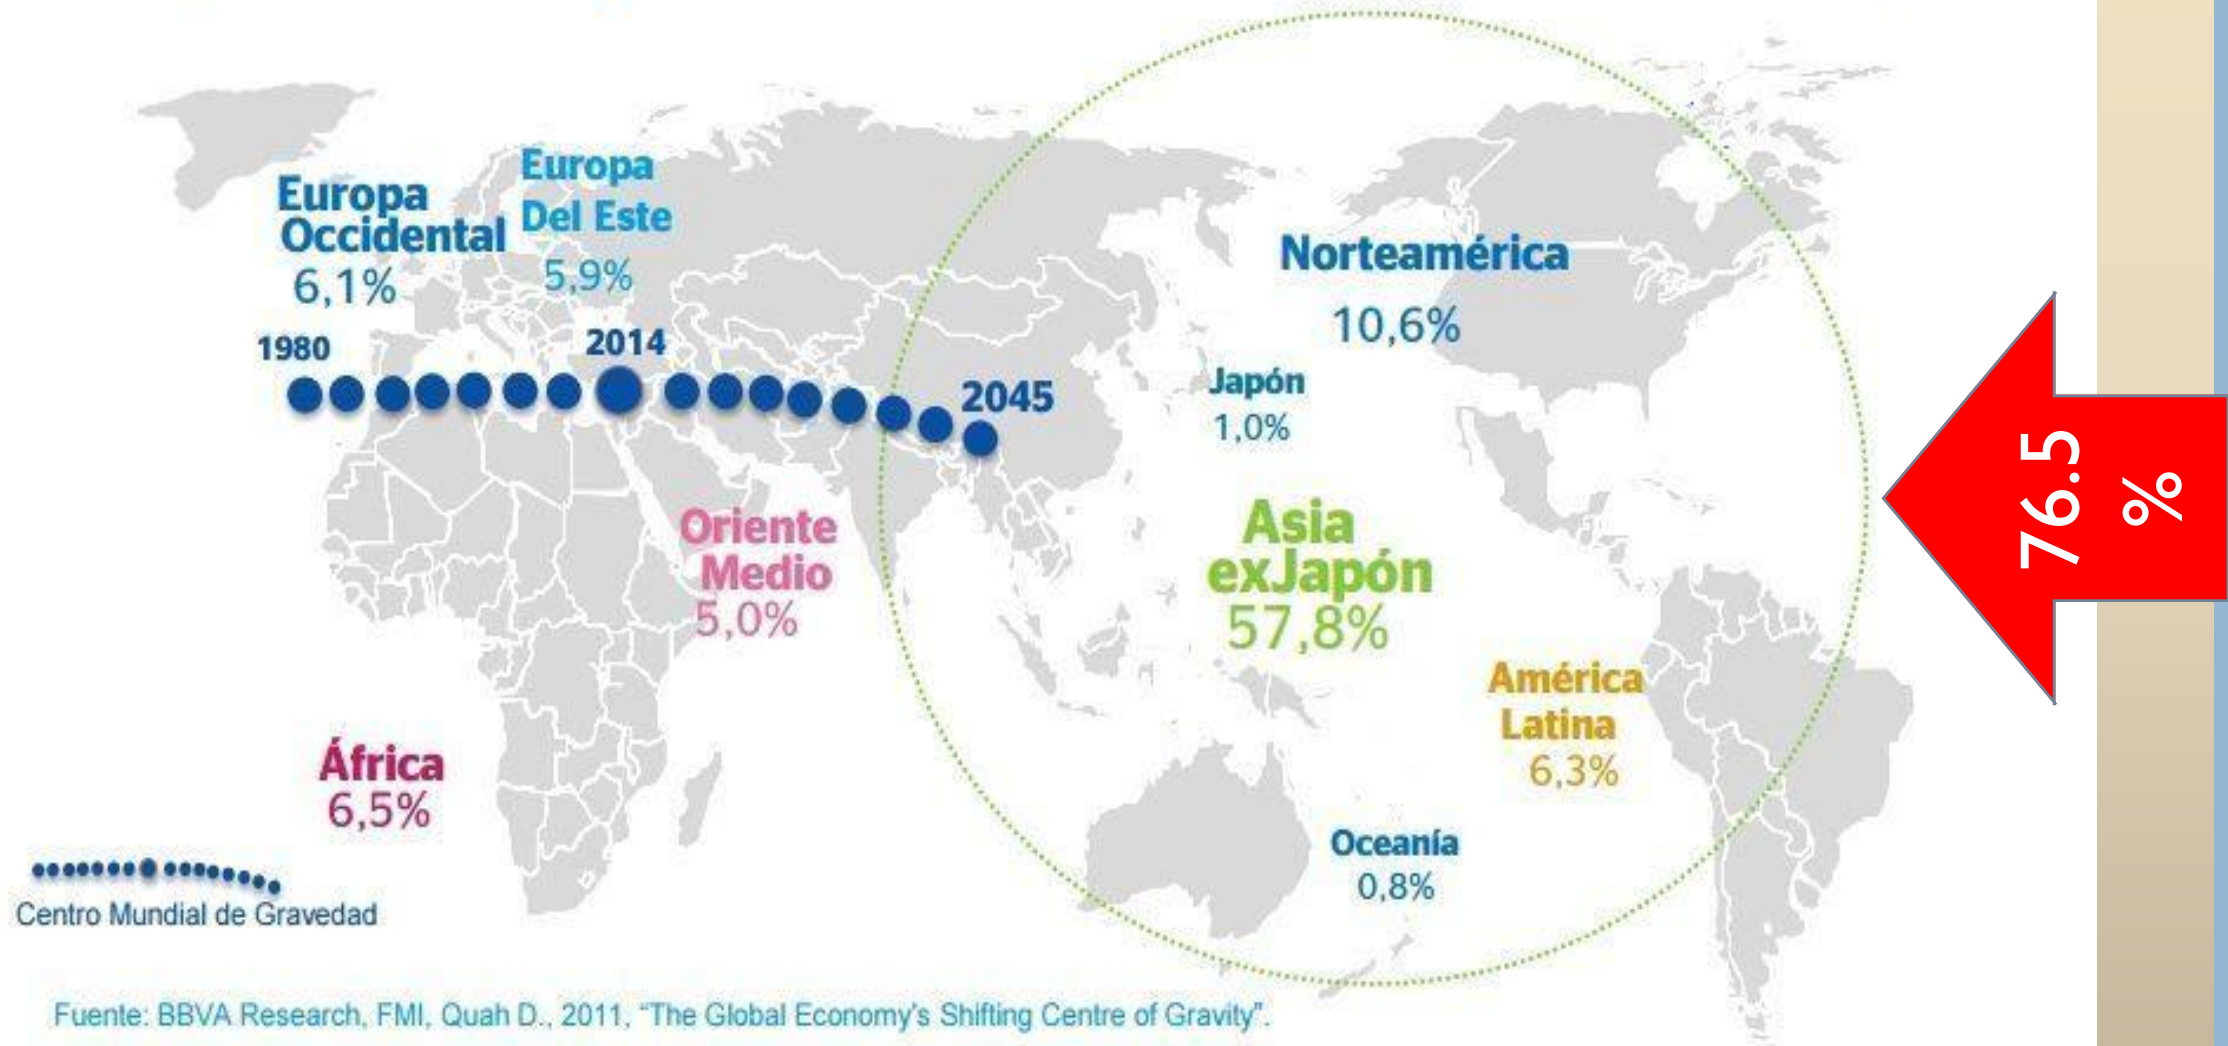 Europa
Occidental
6,1%
Europa
Del Este
5,9%
Norteamérica
10,6%
1980
2014
2045
Japón
1,0%
Oriente
Medio
5,0%
Asia
exJapón
57,8%
América
Latina
6,3%
África
6,5%
Oceanía
0,8%
76.5
%
Centro Mundial de Gravedad
Fuente: BBVA Research, FMI, Quah D., 2011, “The Global Economy's Shifting Centre of Gravity”.